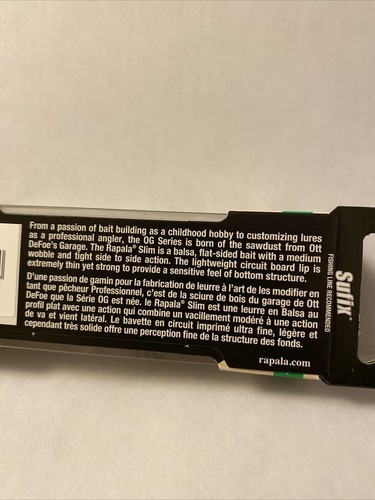 From a passion of bait building as a childhood hobby to customizing lures
as a professional angler, the OG Series is born of the sawdust from Ott
DeFoe's Garage. The Rapala® Slim is a balsa, flat-sided bait with a medium
wobble and tight side to side action. The lightweight circuit board lip is
extremely thin yet strong to provide a sensitive feel of bottom structure.
D'une passion de gamin pour la fabrication de leurre à l'art de les modifier en
tant que pêcheur Professionnel, c'est de la sciure de bois du garage de Ott
DeFoe que la Série OG est née. le Rapala® Slim est une leurre en Balsa au
profil plat avec une action qui combine un vacillement modéré à une action
de va et vient latéral. Le bavette en circuit imprimé ultra fine, légère et
cependant très solide offre une perception fine de la structure des fonds.
rapala.com
Sufix®
FISHING LINE RECOMMENDED